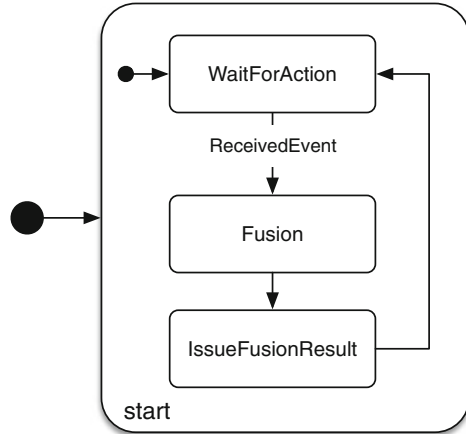 WaitForAction
ReceivedEvent
Fusion
IssueFusionResult
start